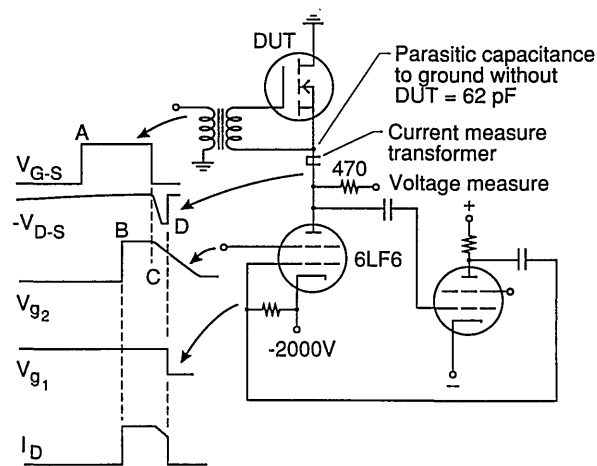 DUT
Parasitic capacitance
to ground without
DUT = 62 pF
Current measure
transformer
470
Voltage measure
A
V_G-S
-V_D-S
D
B
C
6LF6
+
V_g2
-2000V
–
V_g1
I_D